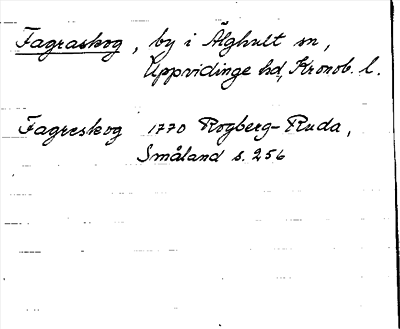 Fagraskog, by i Älghult sn,
Uppvidinge hd, Kronob. l.
Fagreskog 1770 Rogberg-Ruda,
Småland s. 256